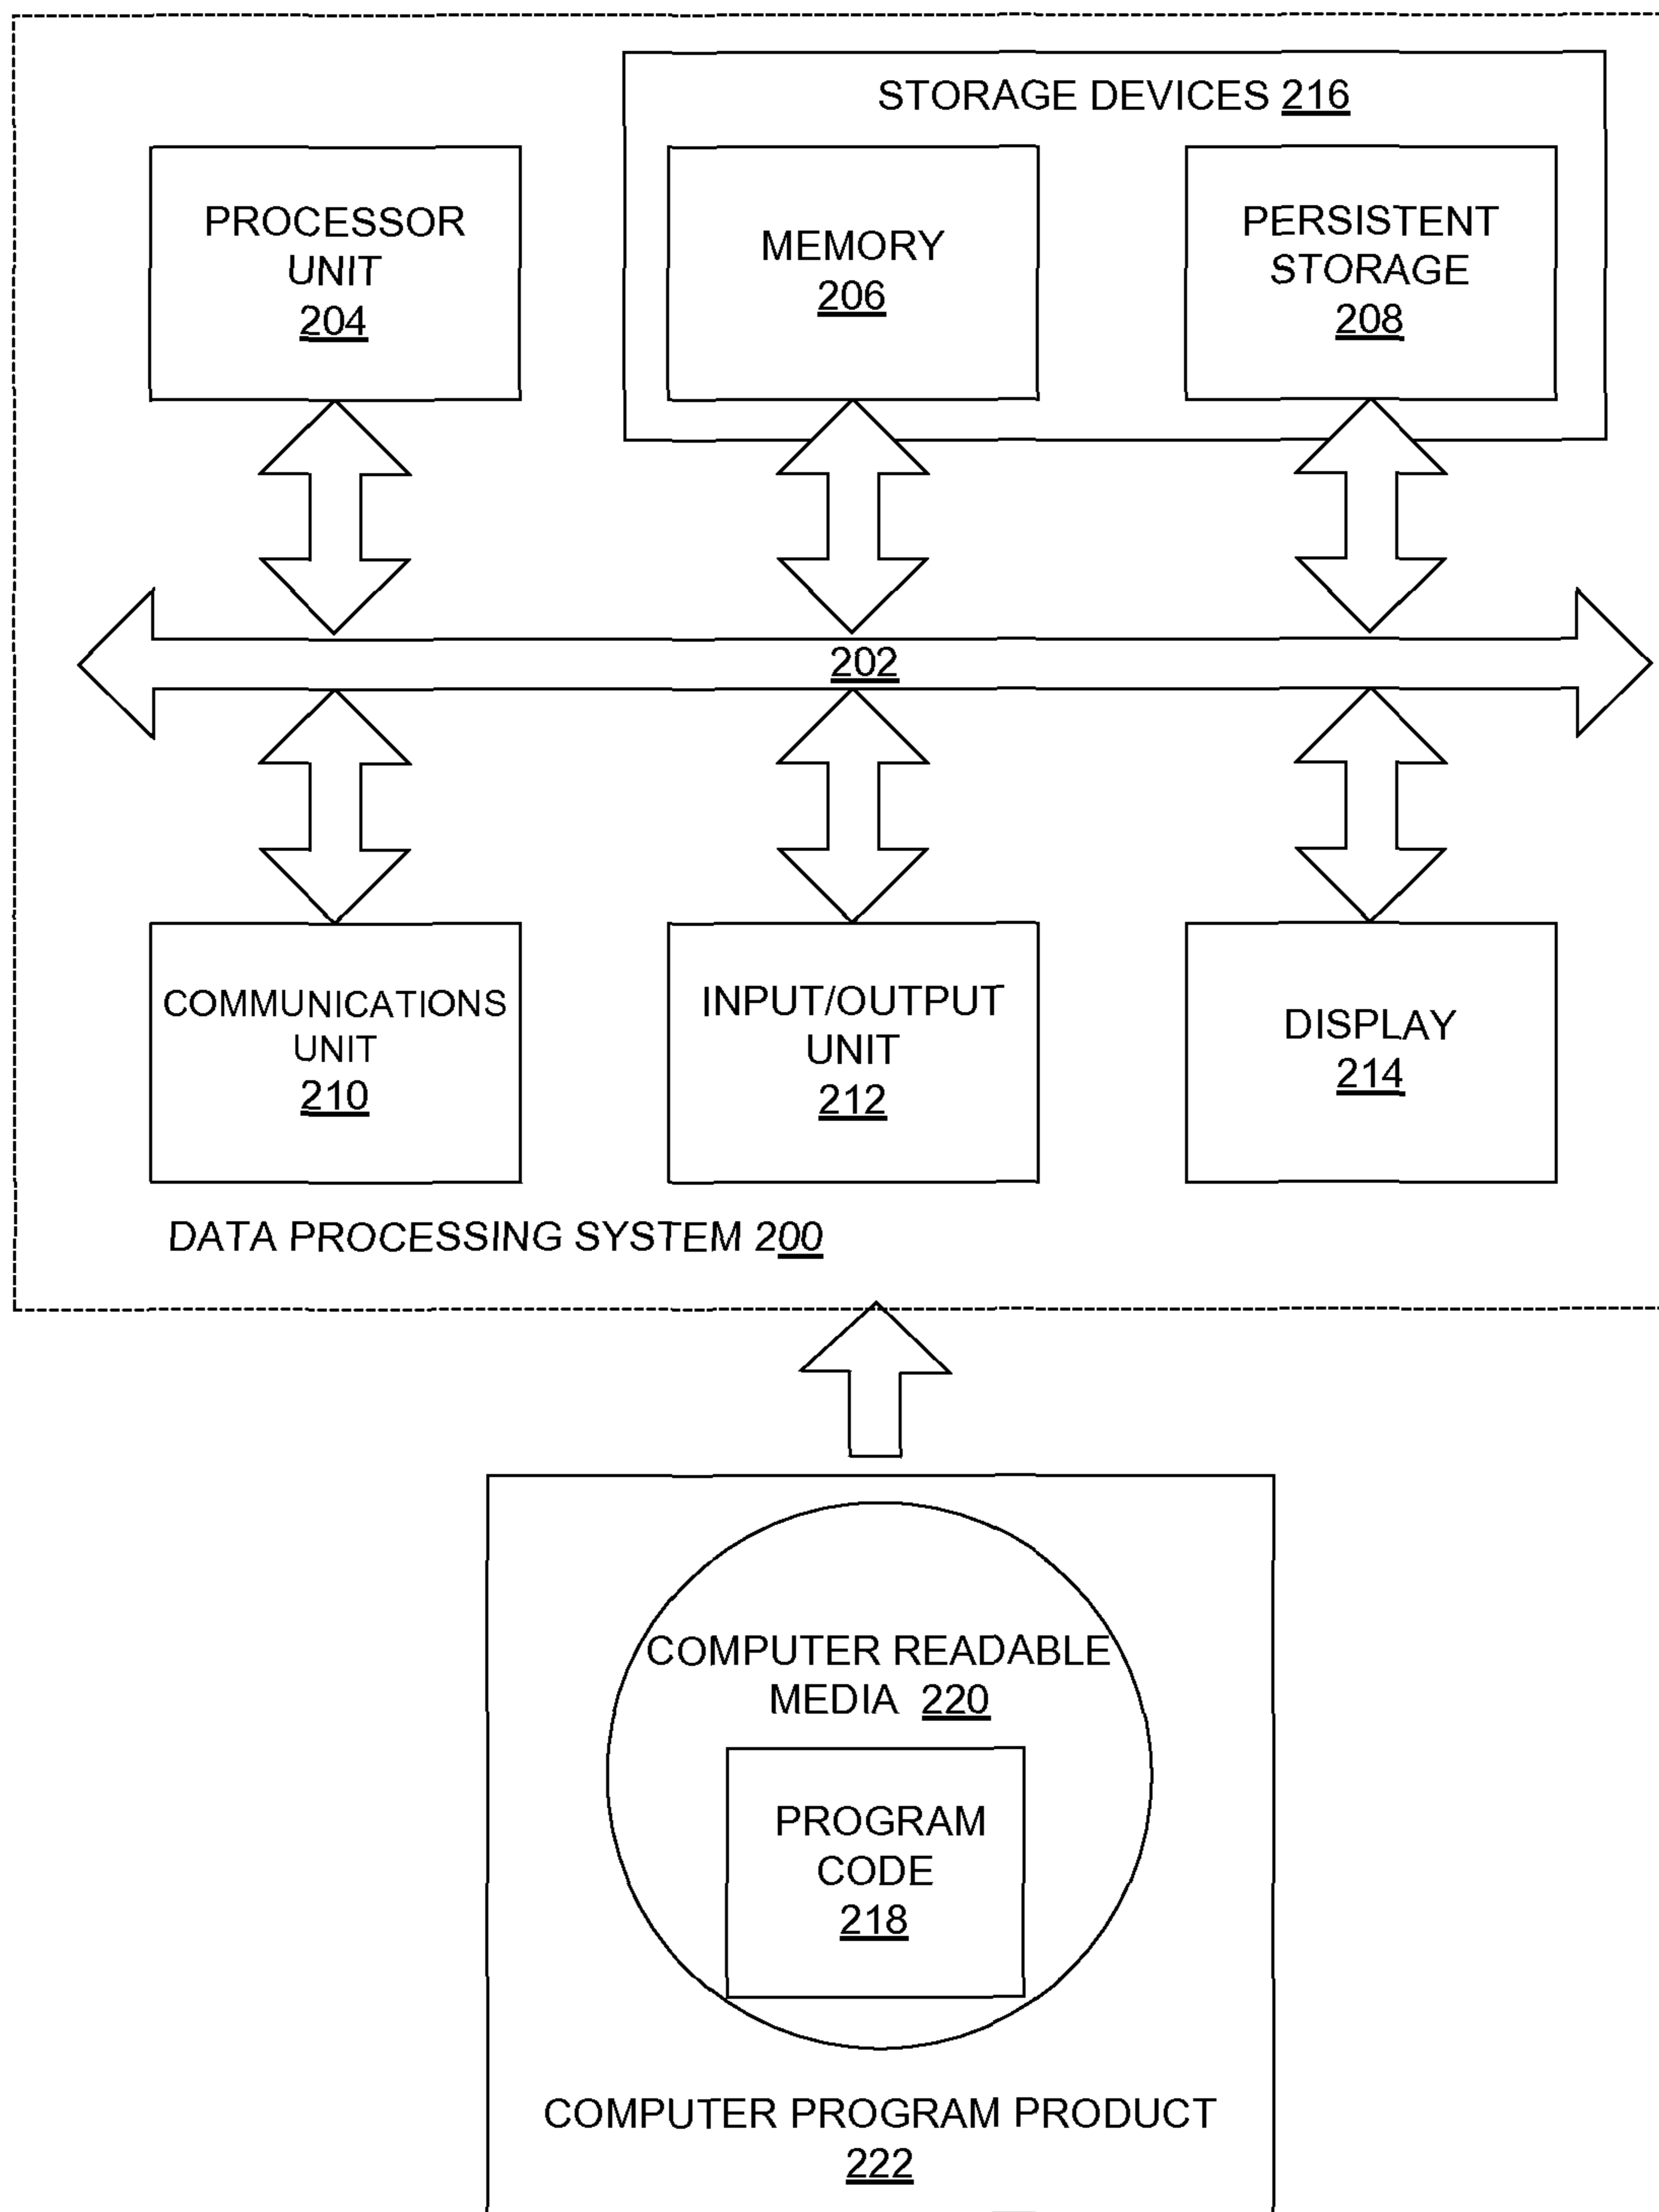 STORAGE DEVICES 216
PROCESSOR
UNIT
204
MEMORY
206
PERSISTENT
STORAGE
208
202
COMMUNICATIONS
UNIT
210
INPUT/OUTPUT
UNIT
212
DISPLAY
214
DATA PROCESSING SYSTEM 200
COMPUTER READABLE
MEDIA 220
PROGRAM
CODE
218
COMPUTER PROGRAM PRODUCT
222